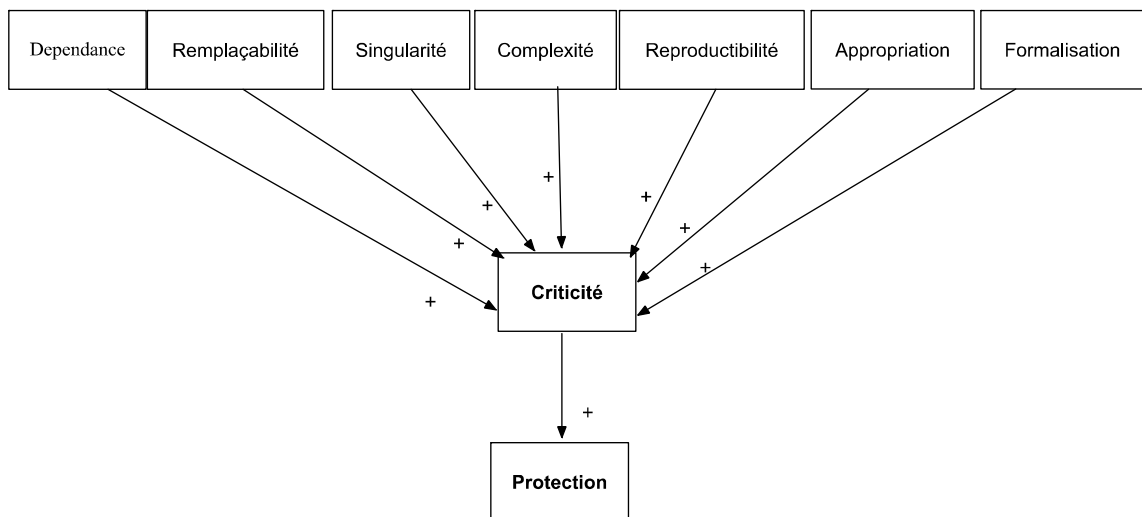 Dependance
Remplaçabilité
Singularité
Complexité
Reproductibilité
Appropriation
Formalisation
+
+
+
+
+
+
+
Criticité
+
Protection